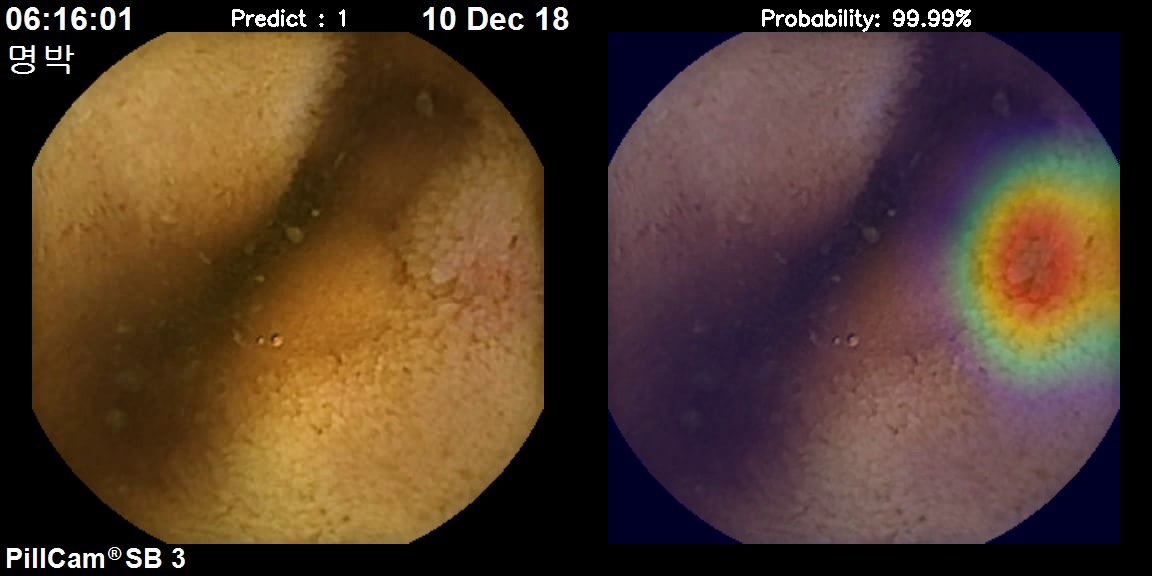 06:16:01
Predict : 1
10 Dec 18
Probability: 99.99%
명박
PillCam® SB 3